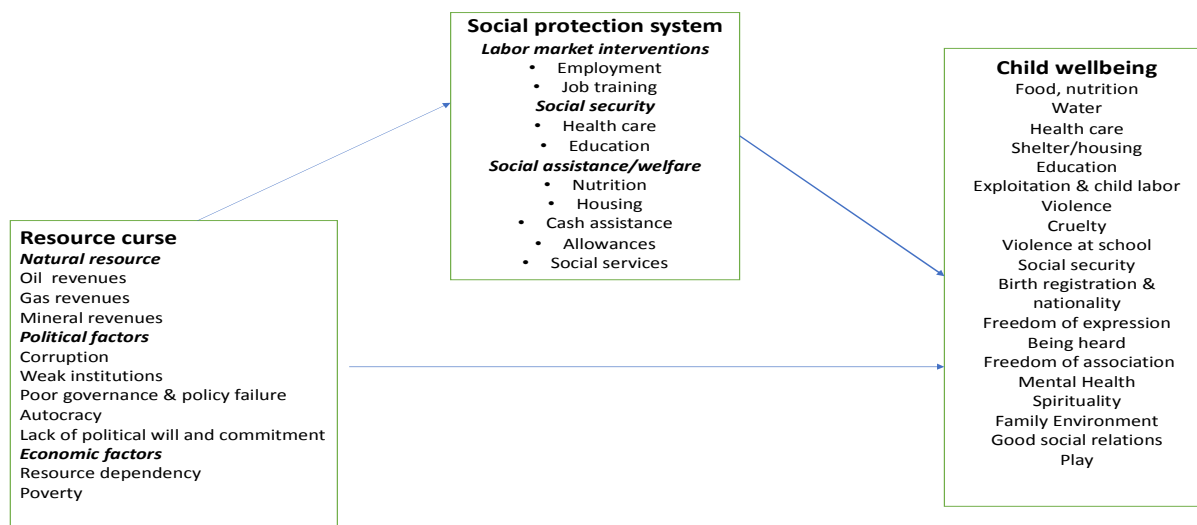 Social protection system
Labor market interventions
• Employment
• Job training
Social security
• Health care
• Education
Social assistance/welfare
• Nutrition
• Housing
• Cash assistance
• Allowances
• Social services
Resource curse
Natural resource
Oil revenues
Gas revenues
Mineral revenues
Political factors
Corruption
Weak institutions
Poor governance & policy failure
Autocracy
Lack of political will and commitment
Economic factors
Resource dependency
Poverty
Child wellbeing
Food, nutrition
Water
Health care
Shelter/housing
Education
Exploitation & child labor
Violence
Cruelty
Violence at school
Social security
Birth registration &
nationality
Freedom of expression
Being heard
Freedom of association
Mental Health
Spirituality
Family Environment
Good social relations
Play